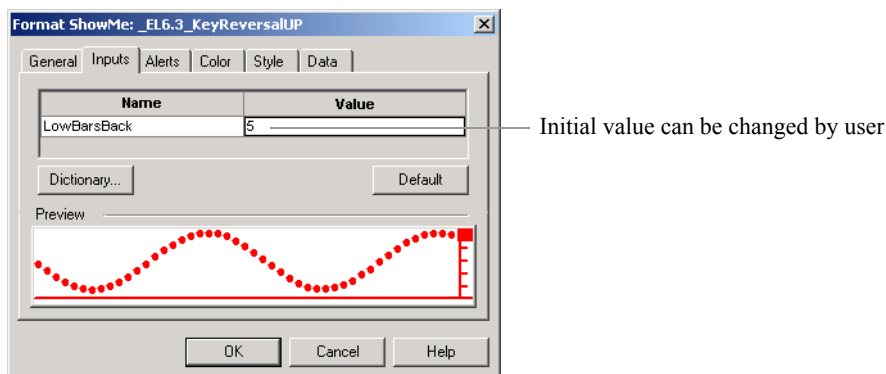 Format ShowMe: _EL6.3_KeyReversalUP
General Inputs Alerts Color Style Data
Name Value
LowBarsBack 5
Initial value can be changed by user
Dictionary... Default
Preview
OK Cancel Help